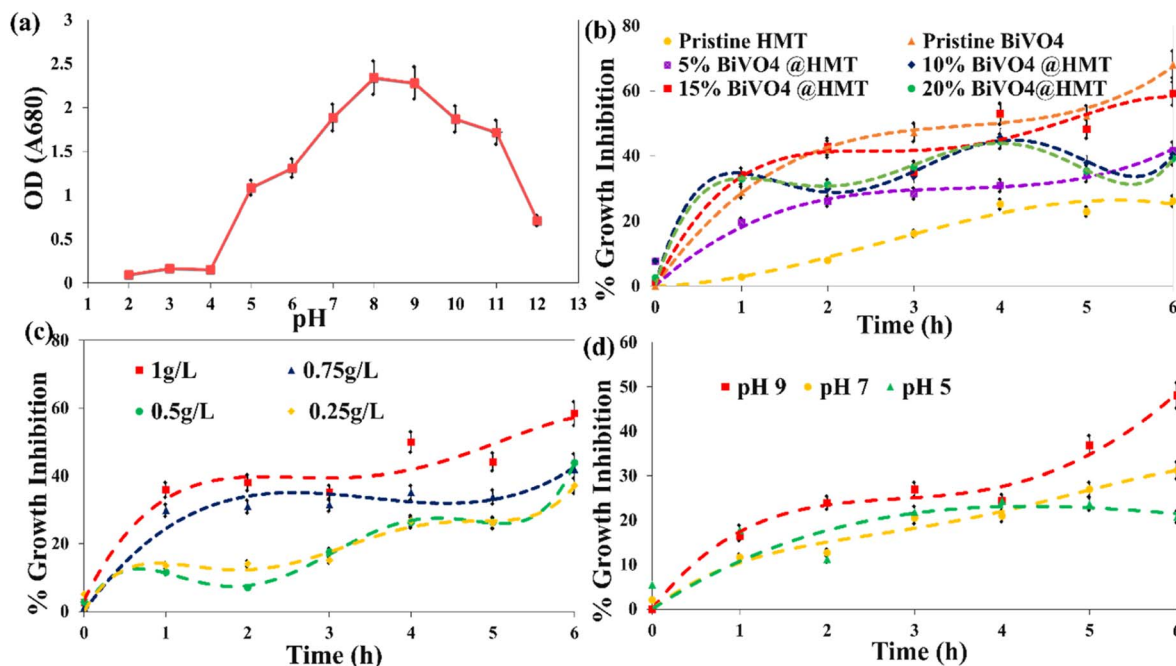 (a)
3
2.5
2
1.5
1
0.5
0
OD (A680)
1 2 3 4 5 6 7 8 9 10 11 12 13
pH
(b)
80
60
40
20
0
% Growth Inhibition
Pristine HMT Pristine BiVO4
5% BiVO4 @HMT 10% BiVO4 @HMT
15% BiVO4 @HMT 20% BiVO4@HMT
0 1 2 3 4 5 6
Time (h)
(c)
80
60
40
20
0
% Growth Inhibition
1g/L 0.75g/L
0.5g/L 0.25g/L
0 1 2 3 4 5 6
Time (h)
(d)
60
50
40
30
20
10
0
% Growth Inhibition
pH 9 pH 7 pH 5
0 1 2 3 4 5 6
Time (h)